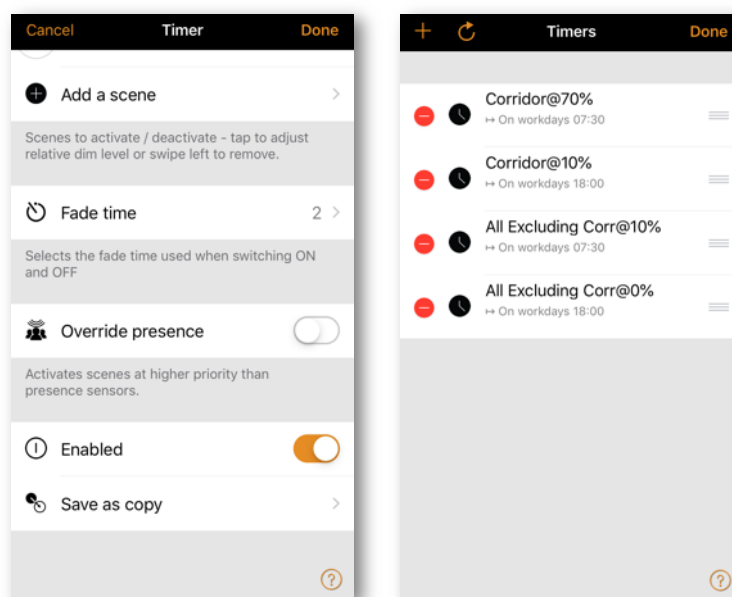 Cancel Timer Done
Add a scene
Scenes to activate / deactivate - tap to adjust
relative dim level or swipe left to remove.
Fade time 2
Selects the fade time used when switching ON
and OFF
Override presence
Activates scenes at higher priority than
presence sensors.
Enabled
Save as copy
?
+ Timers Done
Corridor@70%
↦ On workdays 07:30
Corridor@10%
↦ On workdays 18:00
All Excluding Corr@10%
↦ On workdays 07:30
All Excluding Corr@0%
↦ On workdays 18:00
?